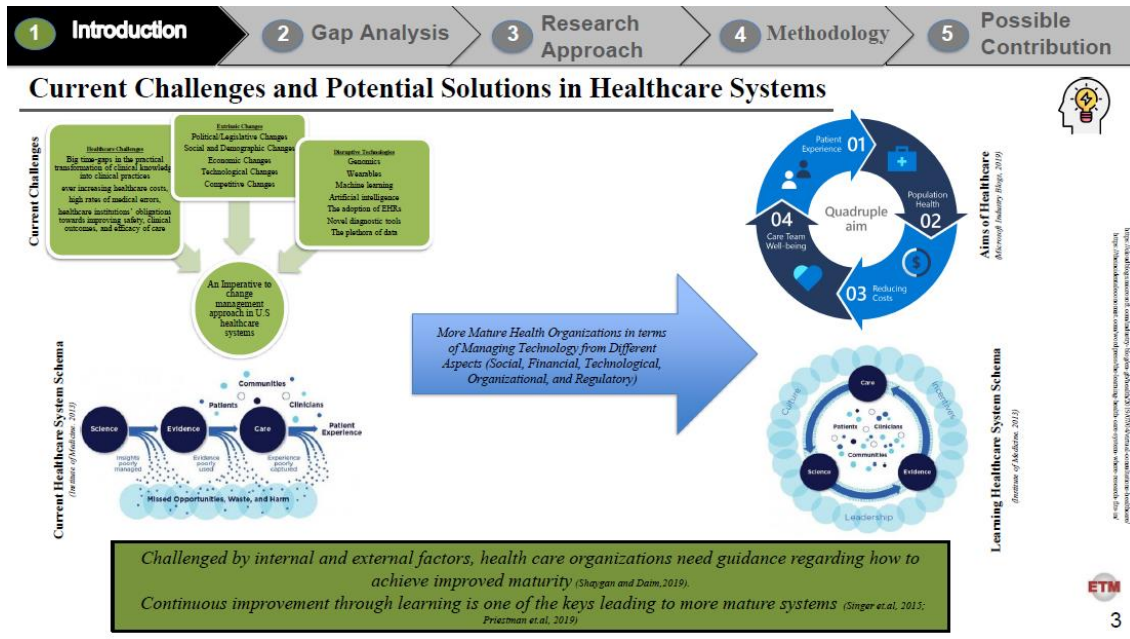 1 Introduction
2 Gap Analysis
3 Research
Approach
4 Methodology
5 Possible
Contribution
Current Challenges and Potential Solutions in Healthcare Systems
Current Challenges
Healthcare Challenges
Big time-gaps in the practical
transformation of clinical knowledge
into clinical practices
ever increasing healthcare costs,
high rates of medical errors,
healthcare institutions' obligations
towards improving safety, clinical
outcomes, and efficacy of care
Extrinsic Changes
Political/Legislative Changes
Social and Demographic Changes
Economic Changes
Technological Changes
Competitive Changes
Disruptive Technologies
Genomics
Wearables
Machine learning
Artificial intelligence
The adoption of EHRs
Novel diagnostic tools
The plethora of data
An Imperative to
change
management
approach in U.S
healthcare
systems
Current Healthcare System Schema
(Institute of Medicine, 2013)
Communities
Patients
Clinicians
Science
Evidence
Care
Patient
Experience
Insights
poorly
managed
Evidence
poorly
used
Experience
poorly
captured
Missed Opportunities, Waste, and Harm
More Mature Health Organizations in terms
of Managing Technology from Different
Aspects (Social, Financial, Technological,
Organizational, and Regulatory)
Patient
Experience
01
Population
Health
02
03
Reducing
Costs
04
Care Team
Well-being
Quadruple
aim
Aims of Healthcare
(Microsoft Industry Blogs, 2019)
Care
Culture
Incentives
Patients
Clinicians
Communities
Science
Evidence
Leadership
Learning Healthcare System Schema
(Institute of Medicine, 2013)
Challenged by internal and external factors, health care organizations need guidance regarding how to
achieve improved maturity (Shaygan and Daim,2019).
Continuous improvement through learning is one of the keys leading to more mature systems (Singer et.al, 2015;
Priestman et.al, 2019)
ETM
3